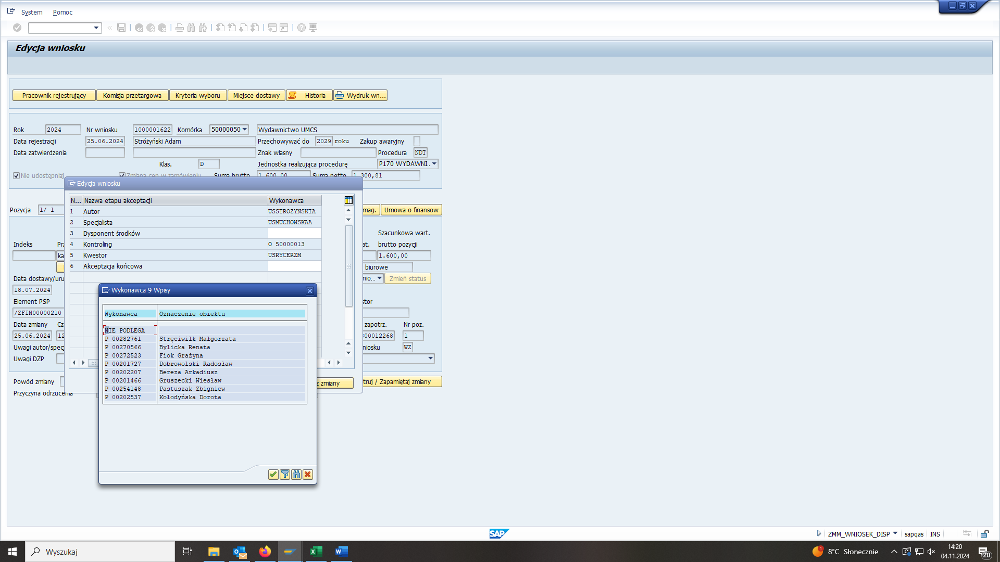 System Pomoc
Edycja wniosku
Pracownik rejestrujący Komisja przetargowa Kryteria wyboru Miejsce dostawy Historia Wydruk wn...
Rok 2024 Nr wniosku 1000001622 Komórka 50000050 Wydawnictwo UMCS
Data rejestracji 25.06.2024 Stróżyński Adam Przechowywać do 2029 roku Zakup awaryjny
Data zatwierdzenia Znak własny Procedura NDT
Klas. D Jednostka realizująca procedurę P170 WYDAWNI..
Nie udostępniaj Zmiana cen w zamówieniu Suma brutto 1.600,00 Suma netto 1.300,81
Edycja wniosku
N... Nazwa etapu akceptacji Wykonawca
Pozycja 1/ 1 mag. Umowa o finansow
1 Autor USSTROZYNSKIA
2 Specjalista USMUCHOWSKAA
3 Dysponent środków
Szacunkowa wart.
4 Kontroling O 50000013
Indeks Prz at. brutto pozycji
5 Kwestor USRYCERZM
ka 1.600,00
6 Akceptacja końcowa
biurowe
Data dostawy/uru nio... Zmień status
18.07.2024
Wykonawca 9 Wpisy
Element PSP stor
/ZFIN00000210
Wykonawca Oznaczenie obiektu
Data zmiany Cz zapotrz. Nr poz.
25.06.2024 12 00012268 1
NIE PODLEGA
P 00282761 Stręciwilk Małgorzata
P 00270566 Bylicka Renata
P 00272523 Fiok Grażyna
P 00201727 Dobrowolski Radosław
P 00202207 Bereza Arkadiusz
P 00201466 Gruszecki Wiesław
P 00254148 Pastuszak Zbigniew
P 00202537 Kołodyńska Dorota
Uwagi autor/spec niosku WZ
Uwagi DZP
Powód zmiany z zmiany truj / Zapamiętaj zmiany
Przyczyna odrzucenia
SAP
ZMM_WNIOSEK_DISP sapqas INS
Wyszukaj
1 8°C Słonecznie
14:20
04.11.2024
20